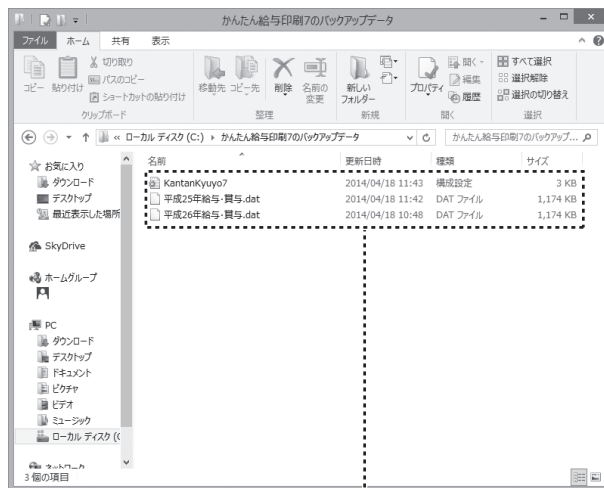 かんたん給与印刷7のバックアップデータ
ファイル ホーム 共有 表示
コピー 貼り付け 切り取り パスのコピー ショートカットの貼り付け
移動先 コピー先 削除 名前の変更
新しいフォルダー プロパティ 開く 編集 履歴
すべて選択 選択解除 選択の切り替え
クリップボード 整理 新規 開く 選択
« ローカル ディスク (C:) かんたん給与印刷7のバックアップデータ かんたん給与印刷7のバックアップ...
名前 更新日時 種類 サイズ
KantanKyuyo7 2014/04/18 11:43 構成設定 3 KB
平成25年給与・賞与.dat 2014/04/18 11:42 DAT ファイル 1,174 KB
平成26年給与・賞与.dat 2014/04/18 10:48 DAT ファイル 1,174 KB
お気に入り
ダウンロード
デスクトップ
最近表示した場所
SkyDrive
ホームグループ
PC
ダウンロード
デスクトップ
ドキュメント
ピクチャ
ビデオ
ミュージック
ローカル ディスク (C
ネットワーク
3 個の項目